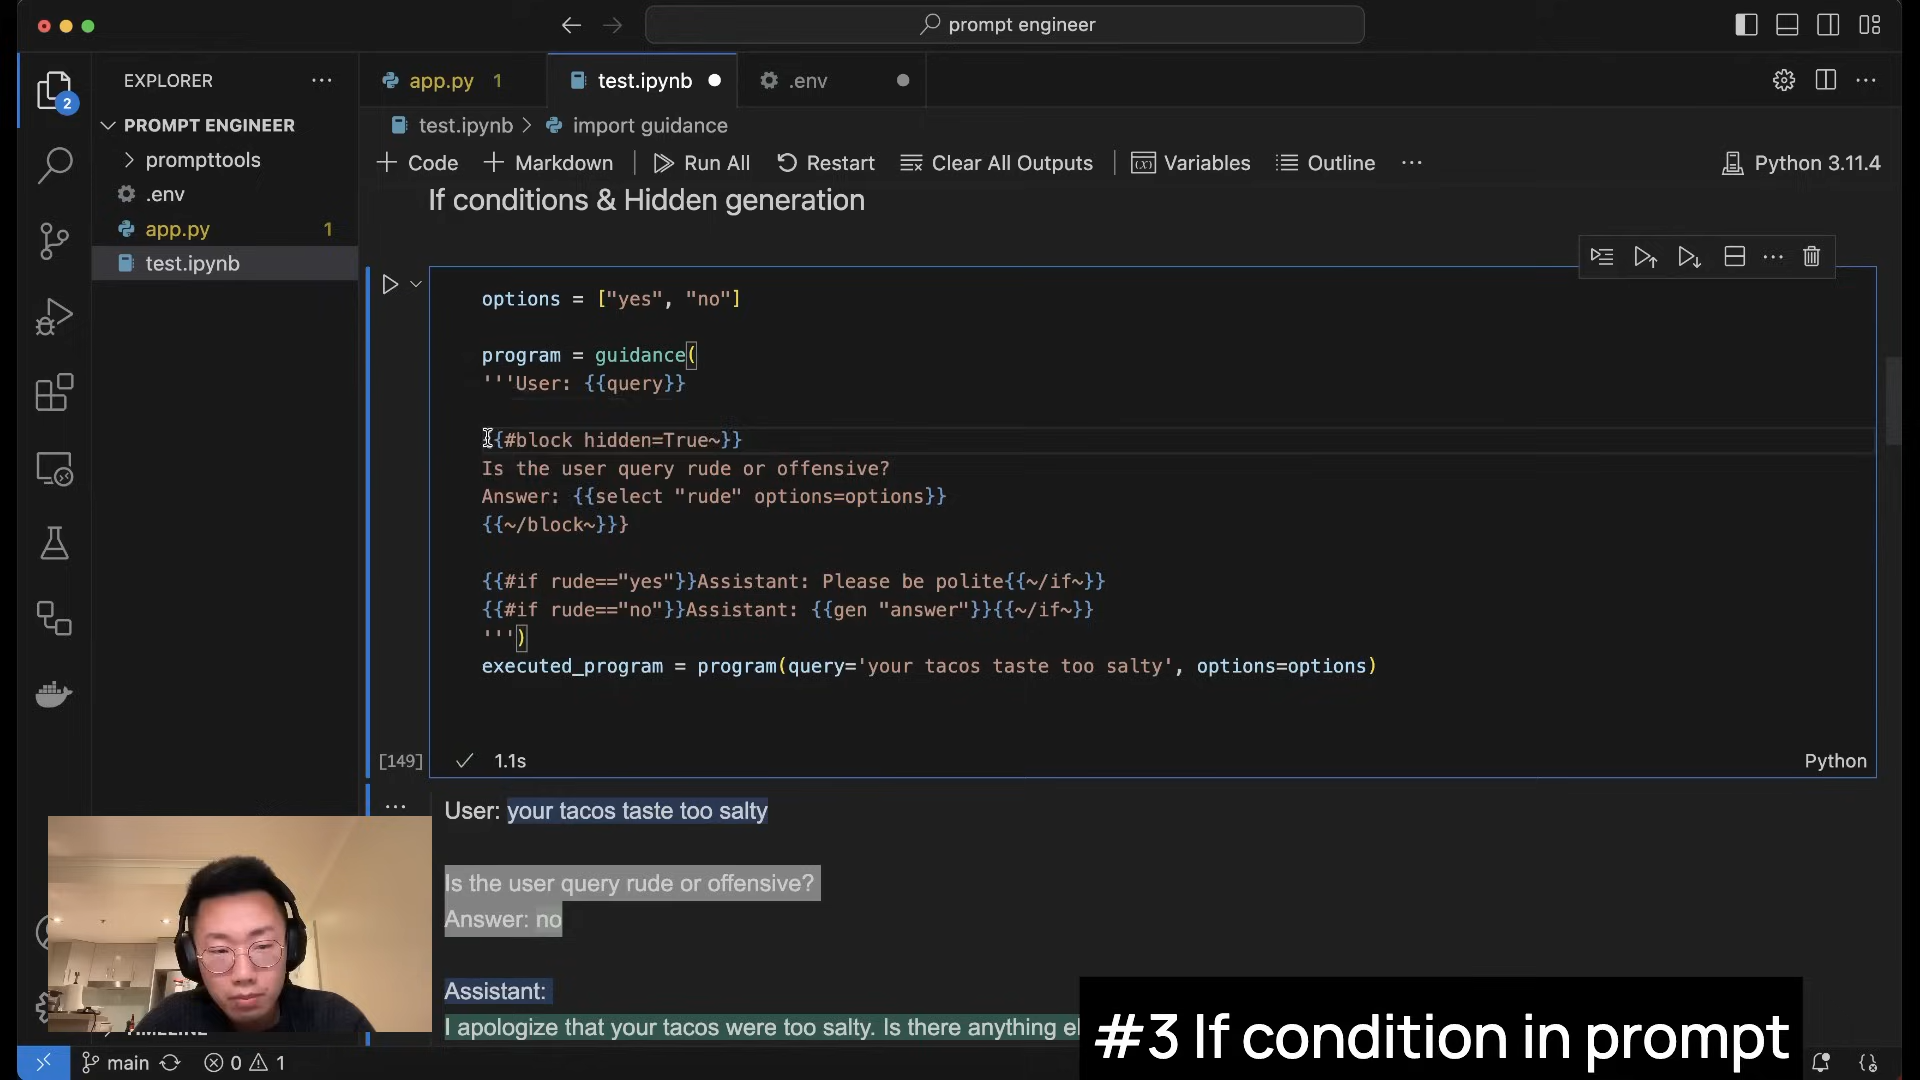 prompt engineer
EXPLORER
app.py 1
test.ipynb
.env
2
PROMPT ENGINEER
test.ipynb > import guidance
prompttools
+ Code + Markdown Run All Restart Clear All Outputs (x) Variables Outline ... Python 3.11.4
.env
If conditions & Hidden generation
app.py 1
test.ipynb
options = ["yes", "no"]
program = guidance(
'''User: {{query}}
{{#block hidden=True~}}
Is the user query rude or offensive?
Answer: {{select "rude" options=options}}
{{~/block~}}}
{{#if rude=="yes"}}Assistant: Please be polite{{~/if~}}
{{#if rude=="no"}}Assistant: {{gen "answer"}}{{~/if~}}
''')
executed_program = program(query='your tacos taste too salty', options=options)
[149] ✓ 1.1s Python
User: your tacos taste too salty
Is the user query rude or offensive?
Answer: no
Assistant:
I apologize that your tacos were too salty. Is there anything el
#3 If condition in prompt
TIMELINE
main 0 1